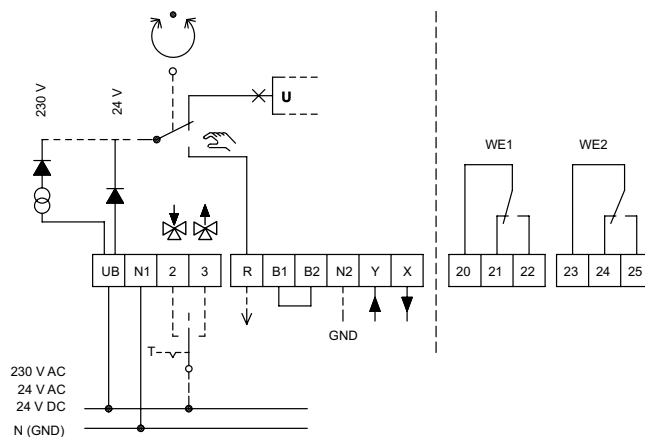 230 V
24 V
U
WE1
WE2
UB N1 2 3 R B1 B2 N2 Y X
20 21 22 23 24 25
GND
T
230 V AC
24 V AC
24 V DC
N (GND)